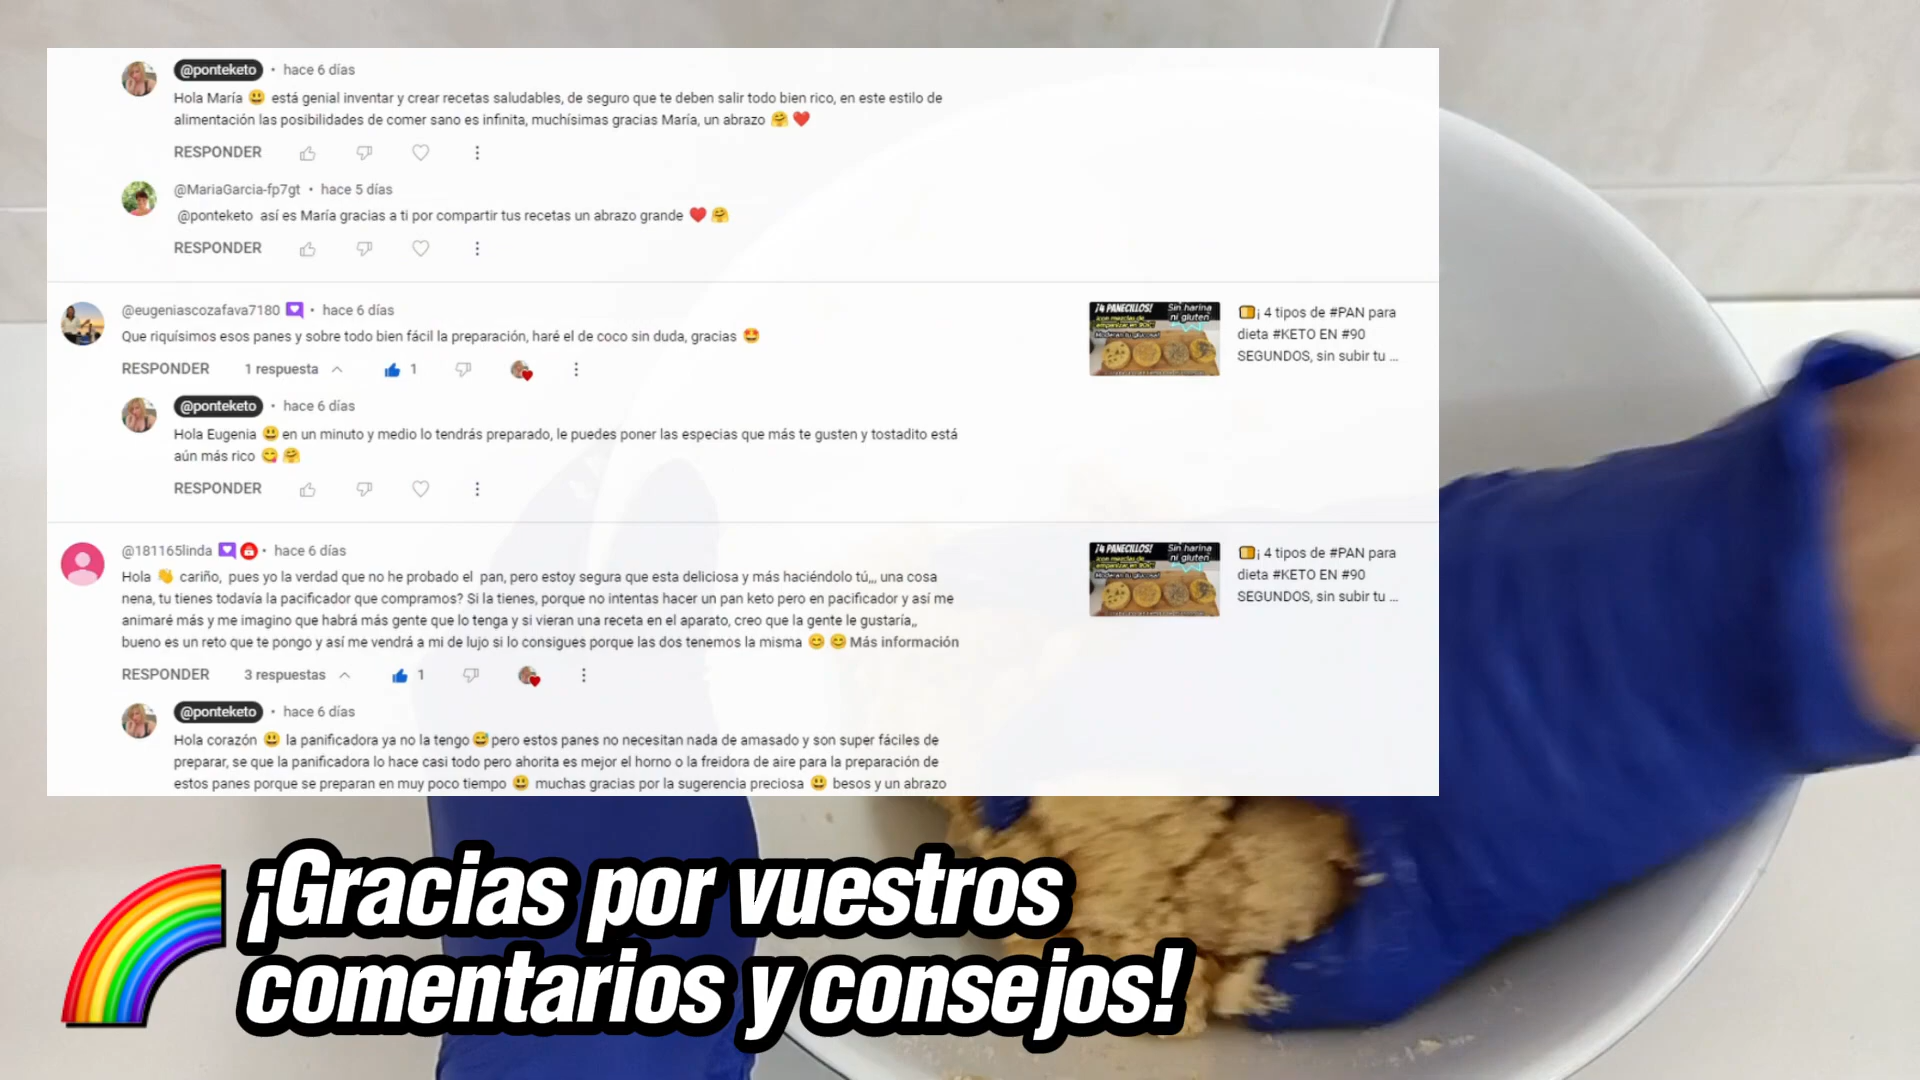 @ponteketo • hace 6 días
Hola María 😃 está genial inventar y crear recetas saludables, de seguro que te deben salir todo bien rico, en este estilo de
alimentación las posibilidades de comer sano es infinita, muchísimas gracias María, un abrazo 🤗 ❤️
RESPONDER
@MariaGarcia-fp7gt • hace 5 días
@ponteketo así es María gracias a ti por compartir tus recetas un abrazo grande ❤️ 🤗
RESPONDER
@eugeniascozafava7180 • hace 6 días
Que riquísimos esos panes y sobre todo bien fácil la preparación, haré el de coco sin duda, gracias 🤩
RESPONDER 1 respuesta 1
¡4 PANECILLOS! Sin harina
ni gluten
🍞¡ 4 tipos de #PAN para
dieta #KETO EN #90
SEGUNDOS, sin subir tu ...
@ponteketo • hace 6 días
Hola Eugenia 😃 en un minuto y medio lo tendrás preparado, le puedes poner las especias que más te gusten y tostadito está
aún más rico 😋 🤗
RESPONDER
@181165linda • hace 6 días
Hola 👋 cariño, pues yo la verdad que no he probado el pan, pero estoy segura que esta deliciosa y más haciéndolo tú,,, una cosa
nena, tu tienes todavía la pacificador que compramos? Si la tienes, porque no intentas hacer un pan keto pero en pacificador y así me
animaré más y me imagino que habrá más gente que lo tenga y si vieran una receta en el aparato, creo que la gente le gustaría,,
bueno es un reto que te pongo y así me vendrá a mi de lujo si lo consigues porque las dos tenemos la misma 😊 😊 Más información
RESPONDER 3 respuestas 1
¡4 PANECILLOS! Sin harina
ni gluten
🍞¡ 4 tipos de #PAN para
dieta #KETO EN #90
SEGUNDOS, sin subir tu ...
@ponteketo • hace 6 días
Hola corazón 😃 la panificadora ya no la tengo 😅 pero estos panes no necesitan nada de amasado y son super fáciles de
preparar, se que la panificadora lo hace casi todo pero ahorita es mejor el horno o la freidora de aire para la preparación de
estos panes porque se preparan en muy poco tiempo 😃 muchas gracias por la sugerencia preciosa 😃 besos y un abrazo
¡Gracias por vuestros
comentarios y consejos!